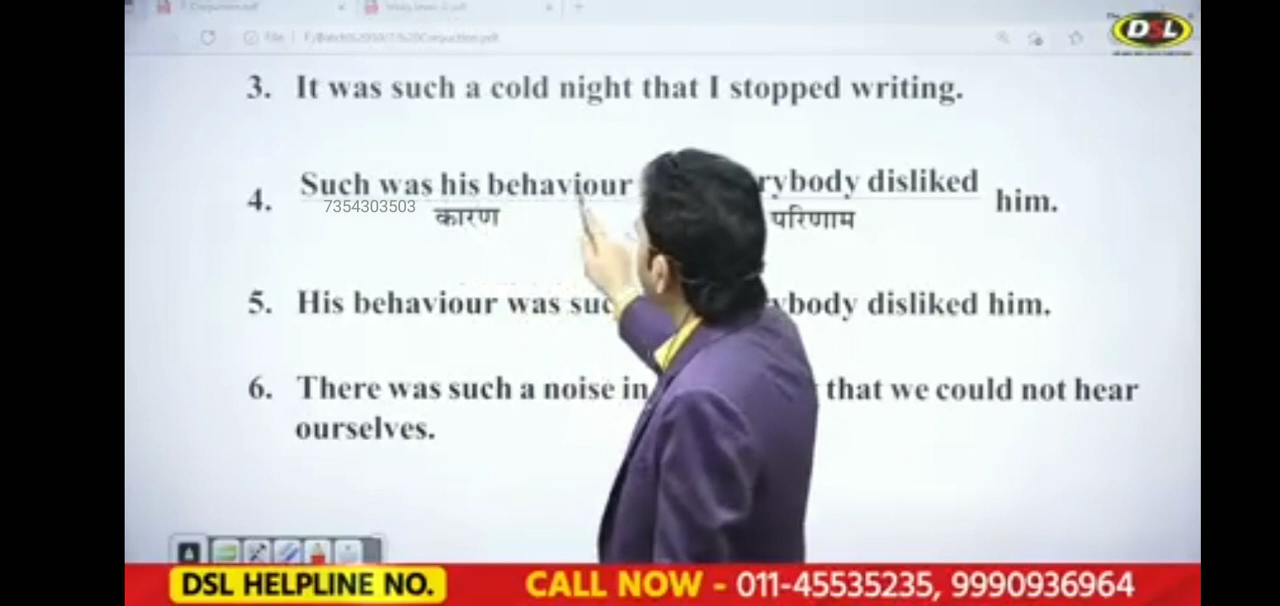 DSL
3. It was such a cold night that I stopped writing.
4. Such was his behaviour rybody disliked him.
7354303503
कारण परिणाम
5. His behaviour was suc ybody disliked him.
6. There was such a noise in that we could not hear
ourselves.
DSL HELPLINE NO. CALL NOW - 011-45535235, 9990936964